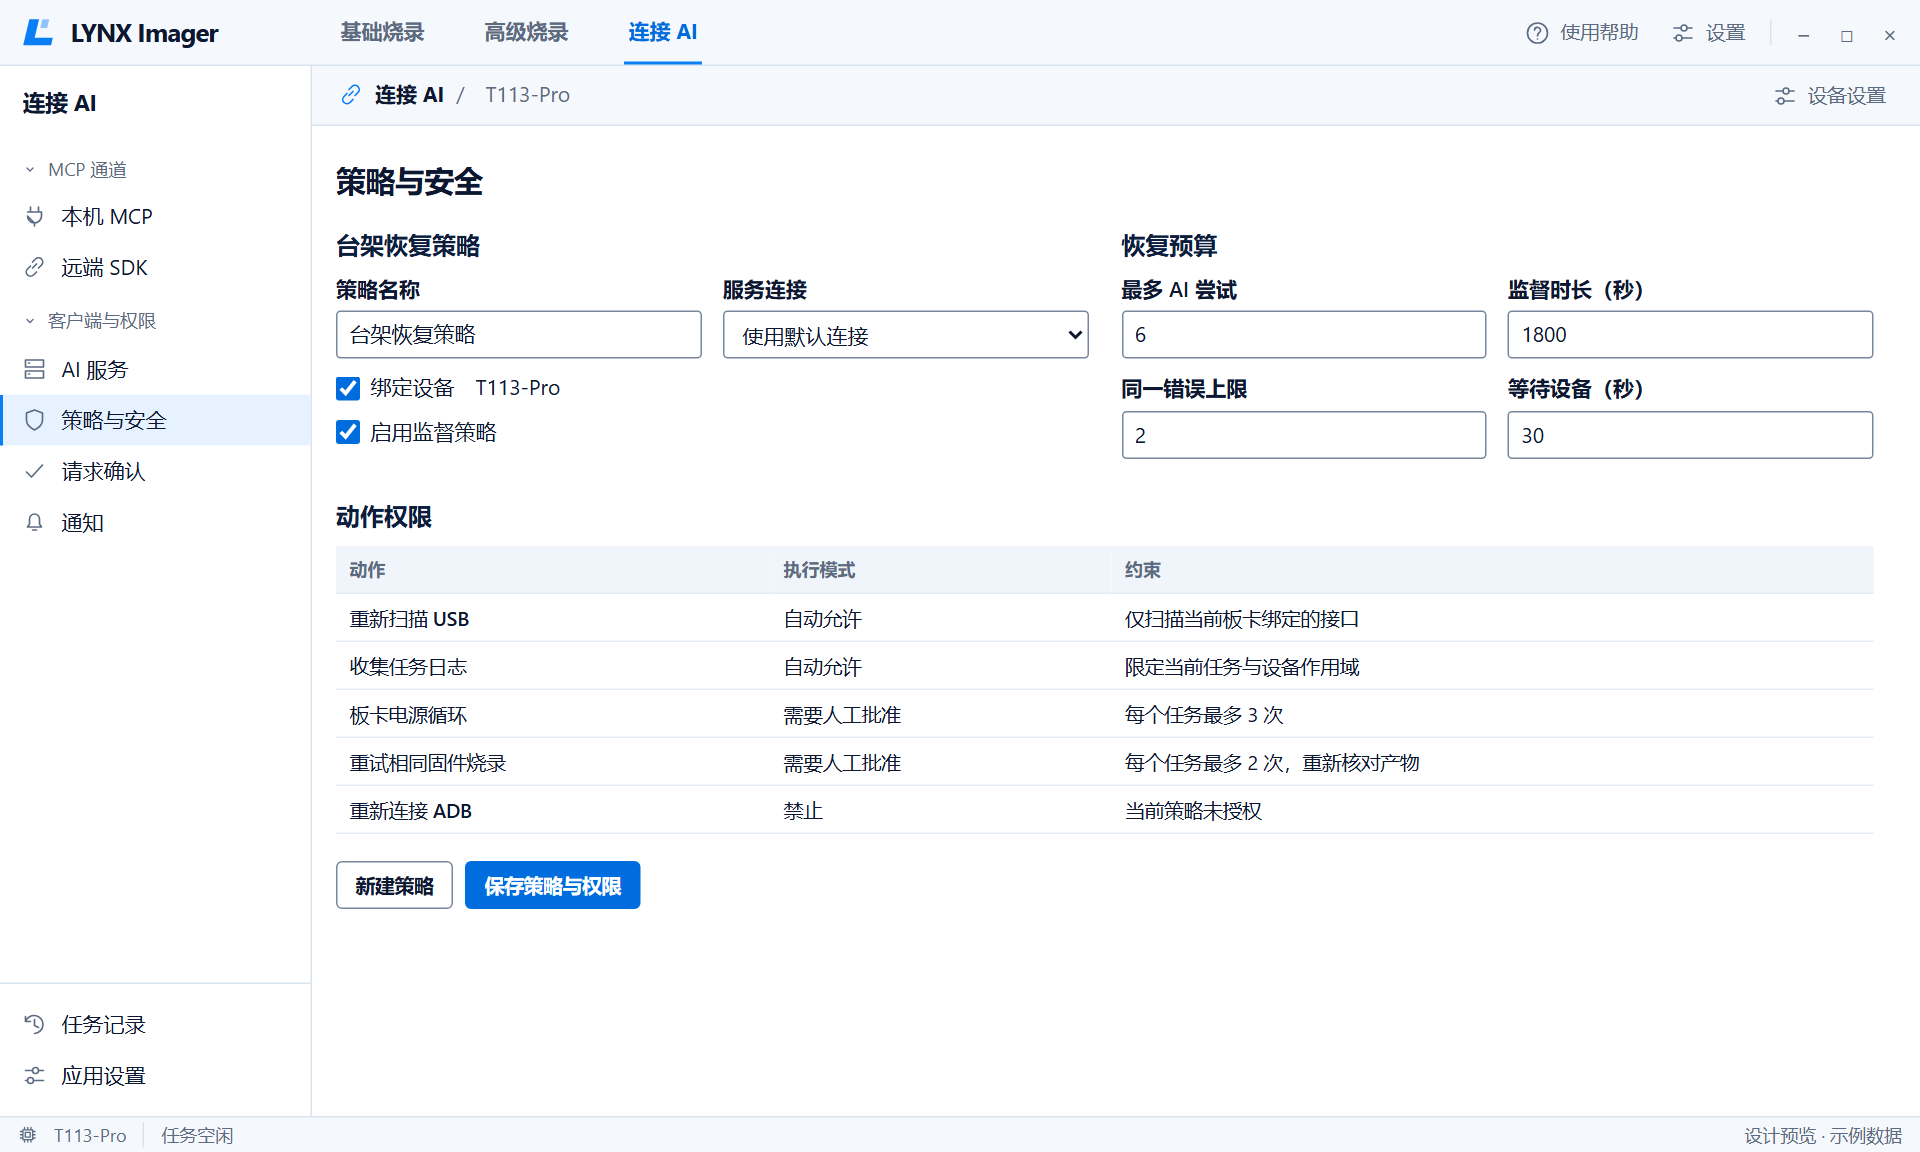 LYNX Imager
基础烧录
高级烧录
连接 AI
使用帮助
设置
连接 AI
MCP 通道
本机 MCP
远端 SDK
客户端与权限
AI 服务
策略与安全
请求确认
通知
任务记录
应用设置
连接 AI / T113-Pro
设备设置
策略与安全
台架恢复策略
策略名称
服务连接
台架恢复策略
使用默认连接
绑定设备 T113-Pro
启用监督策略
恢复预算
最多 AI 尝试
监督时长（秒）
6
1800
同一错误上限
等待设备（秒）
2
30
动作权限
动作 执行模式 约束
重新扫描 USB 自动允许 仅扫描当前板卡绑定的接口
收集任务日志 自动允许 限定当前任务与设备作用域
板卡电源循环 需要人工批准 每个任务最多 3 次
重试相同固件烧录 需要人工批准 每个任务最多 2 次，重新核对产物
重新连接 ADB 禁止 当前策略未授权
新建策略
保存策略与权限
T113-Pro
任务空闲
设计预览 · 示例数据